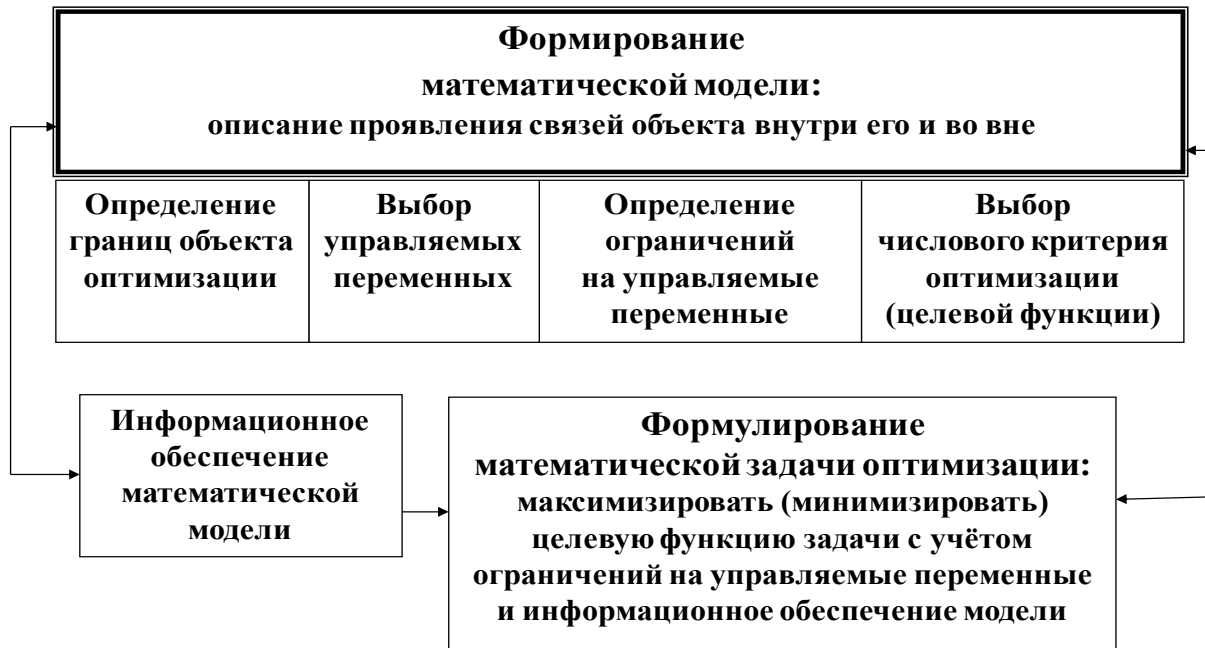 Формирование
математической модели:
описание проявления связей объекта внутри его и во вне
Определение
границ объекта
оптимизации
Выбор
управляемых
переменных
Определение
ограничений
на управляемые
переменные
Выбор
числового критерия
оптимизации
(целевой функции)
Информационное
обеспечение
математической
модели
Формулирование
математической задачи оптимизации:
максимизировать (минимизировать)
целевую функцию задачи с учётом
ограничений на управляемые переменные
и информационное обеспечение модели